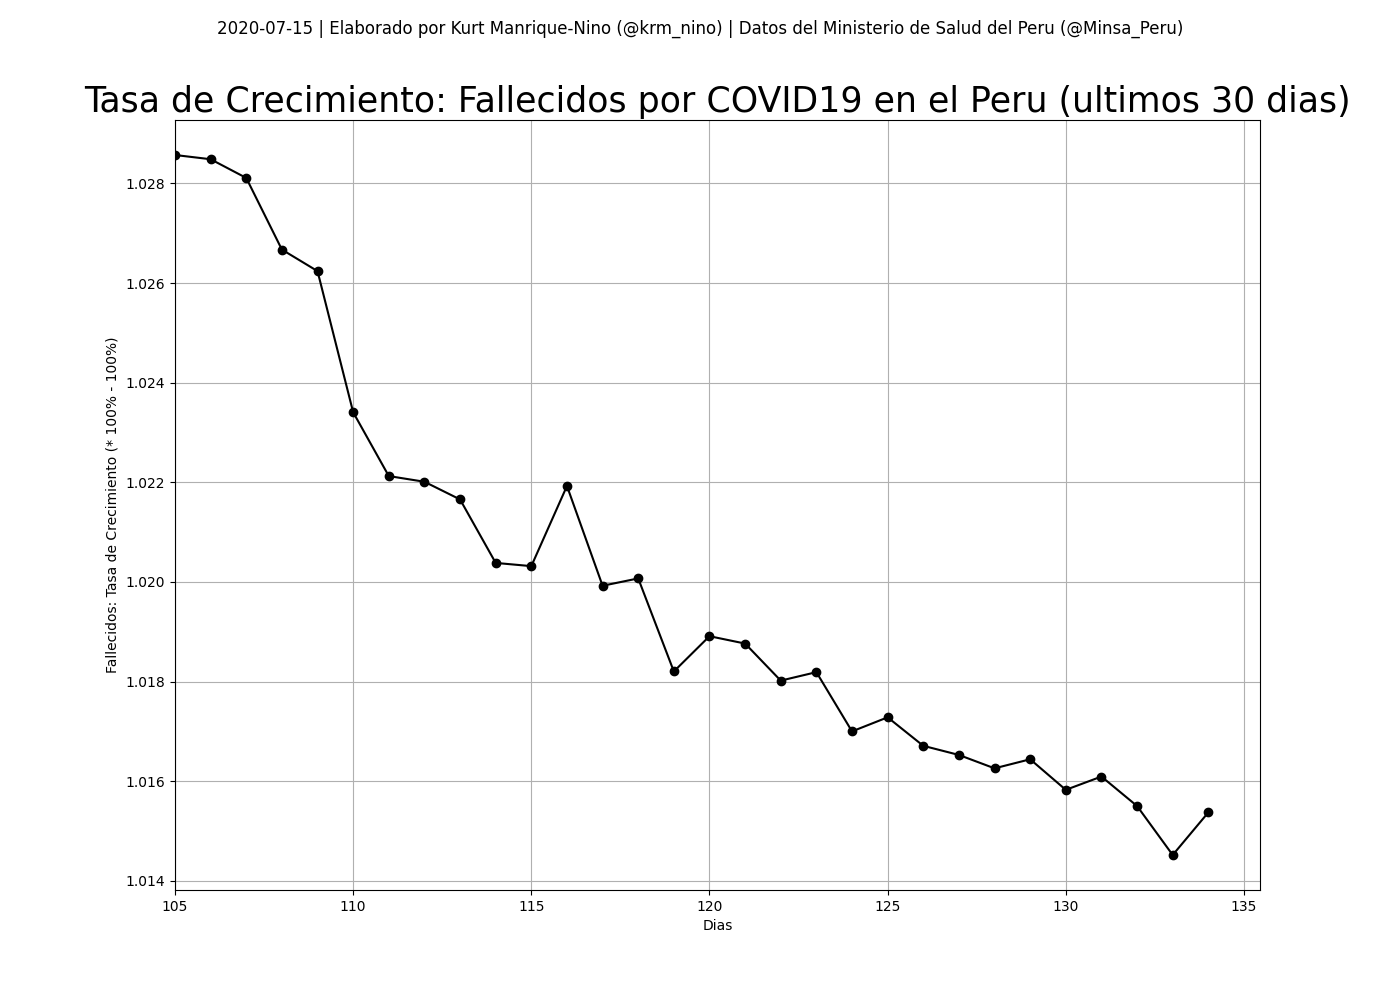 2020-07-15 | Elaborado por Kurt Manrique-Nino (@krm_nino) | Datos del Ministerio de Salud del Peru (@Minsa_Peru)
Tasa de Crecimiento: Fallecidos por COVID19 en el Peru (ultimos 30 dias)
Fallecidos: Tasa de Crecimiento (* 100% - 100%)
1.028
1.026
1.024
1.022
1.020
1.018
1.016
1.014
105 110 115 120 125 130 135
Dias